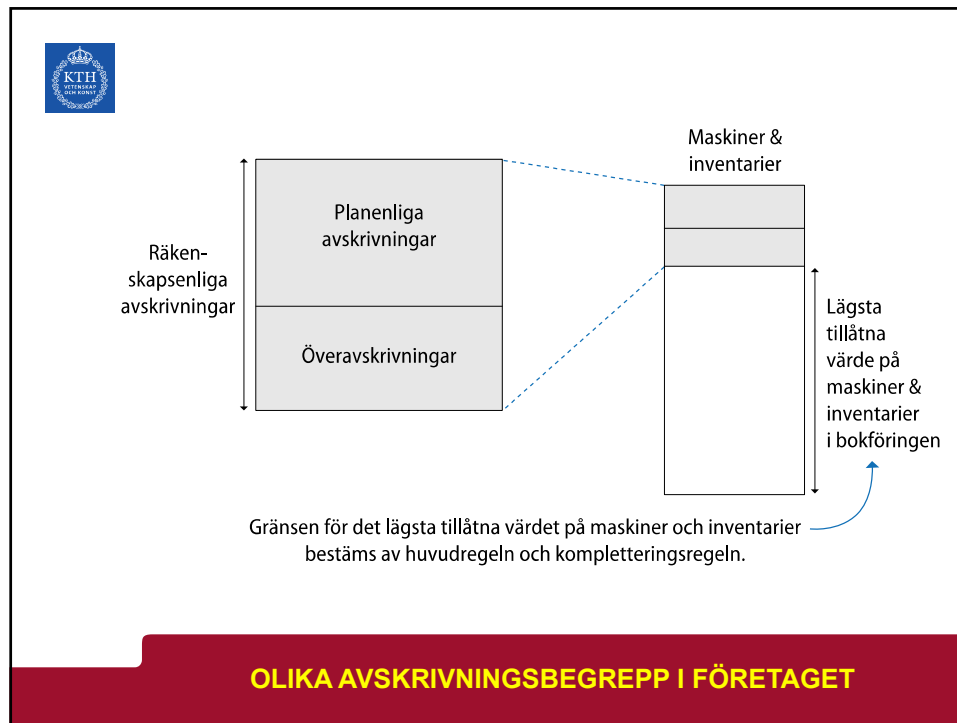 KTH
VETENSKAP
OCH KONST
Maskiner &
inventarier
Planenliga
avskrivningar
Räken-
skapsenliga
avskrivningar
Överavskrivningar
Lägsta
tillåtna
värde på
maskiner &
inventarier
i bokföringen
Gränsen för det lägsta tillåtna värdet på maskiner och inventarier
bestäms av huvudregeln och kompletteringsregeln.
OLIKA AVSKRIVNINGSBEGREPP I FÖRETAGET